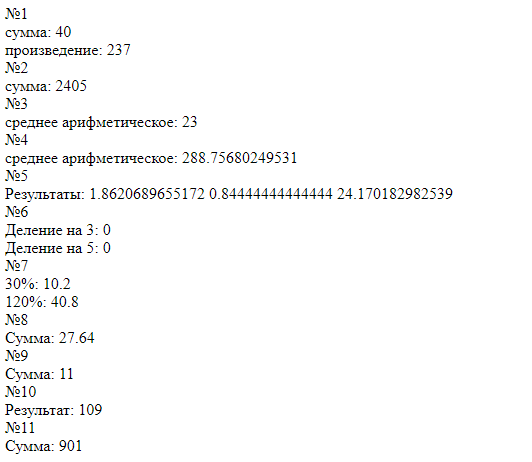 №1
сумма: 40
произведение: 237
№2
сумма: 2405
№3
среднее арифметическое: 23
№4
среднее арифметическое: 288.75680249531
№5
Результаты: 1.8620689655172 0.84444444444444 24.170182982539
№6
Деление на 3: 0
Деление на 5: 0
№7
30%: 10.2
120%: 40.8
№8
Сумма: 27.64
№9
Сумма: 11
№10
Результат: 109
№11
Сумма: 901